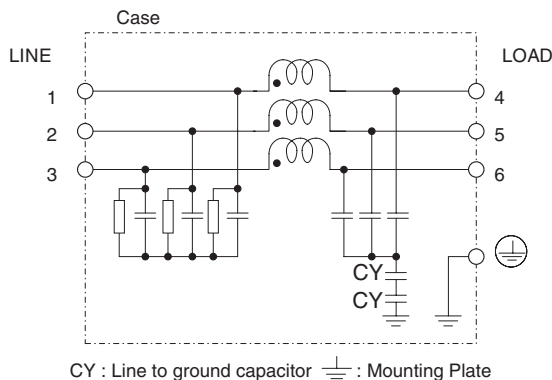 Case
LINE
LOAD
1
4
2
5
3
6
CY
CY
CY : Line to ground capacitor ⏚ : Mounting Plate